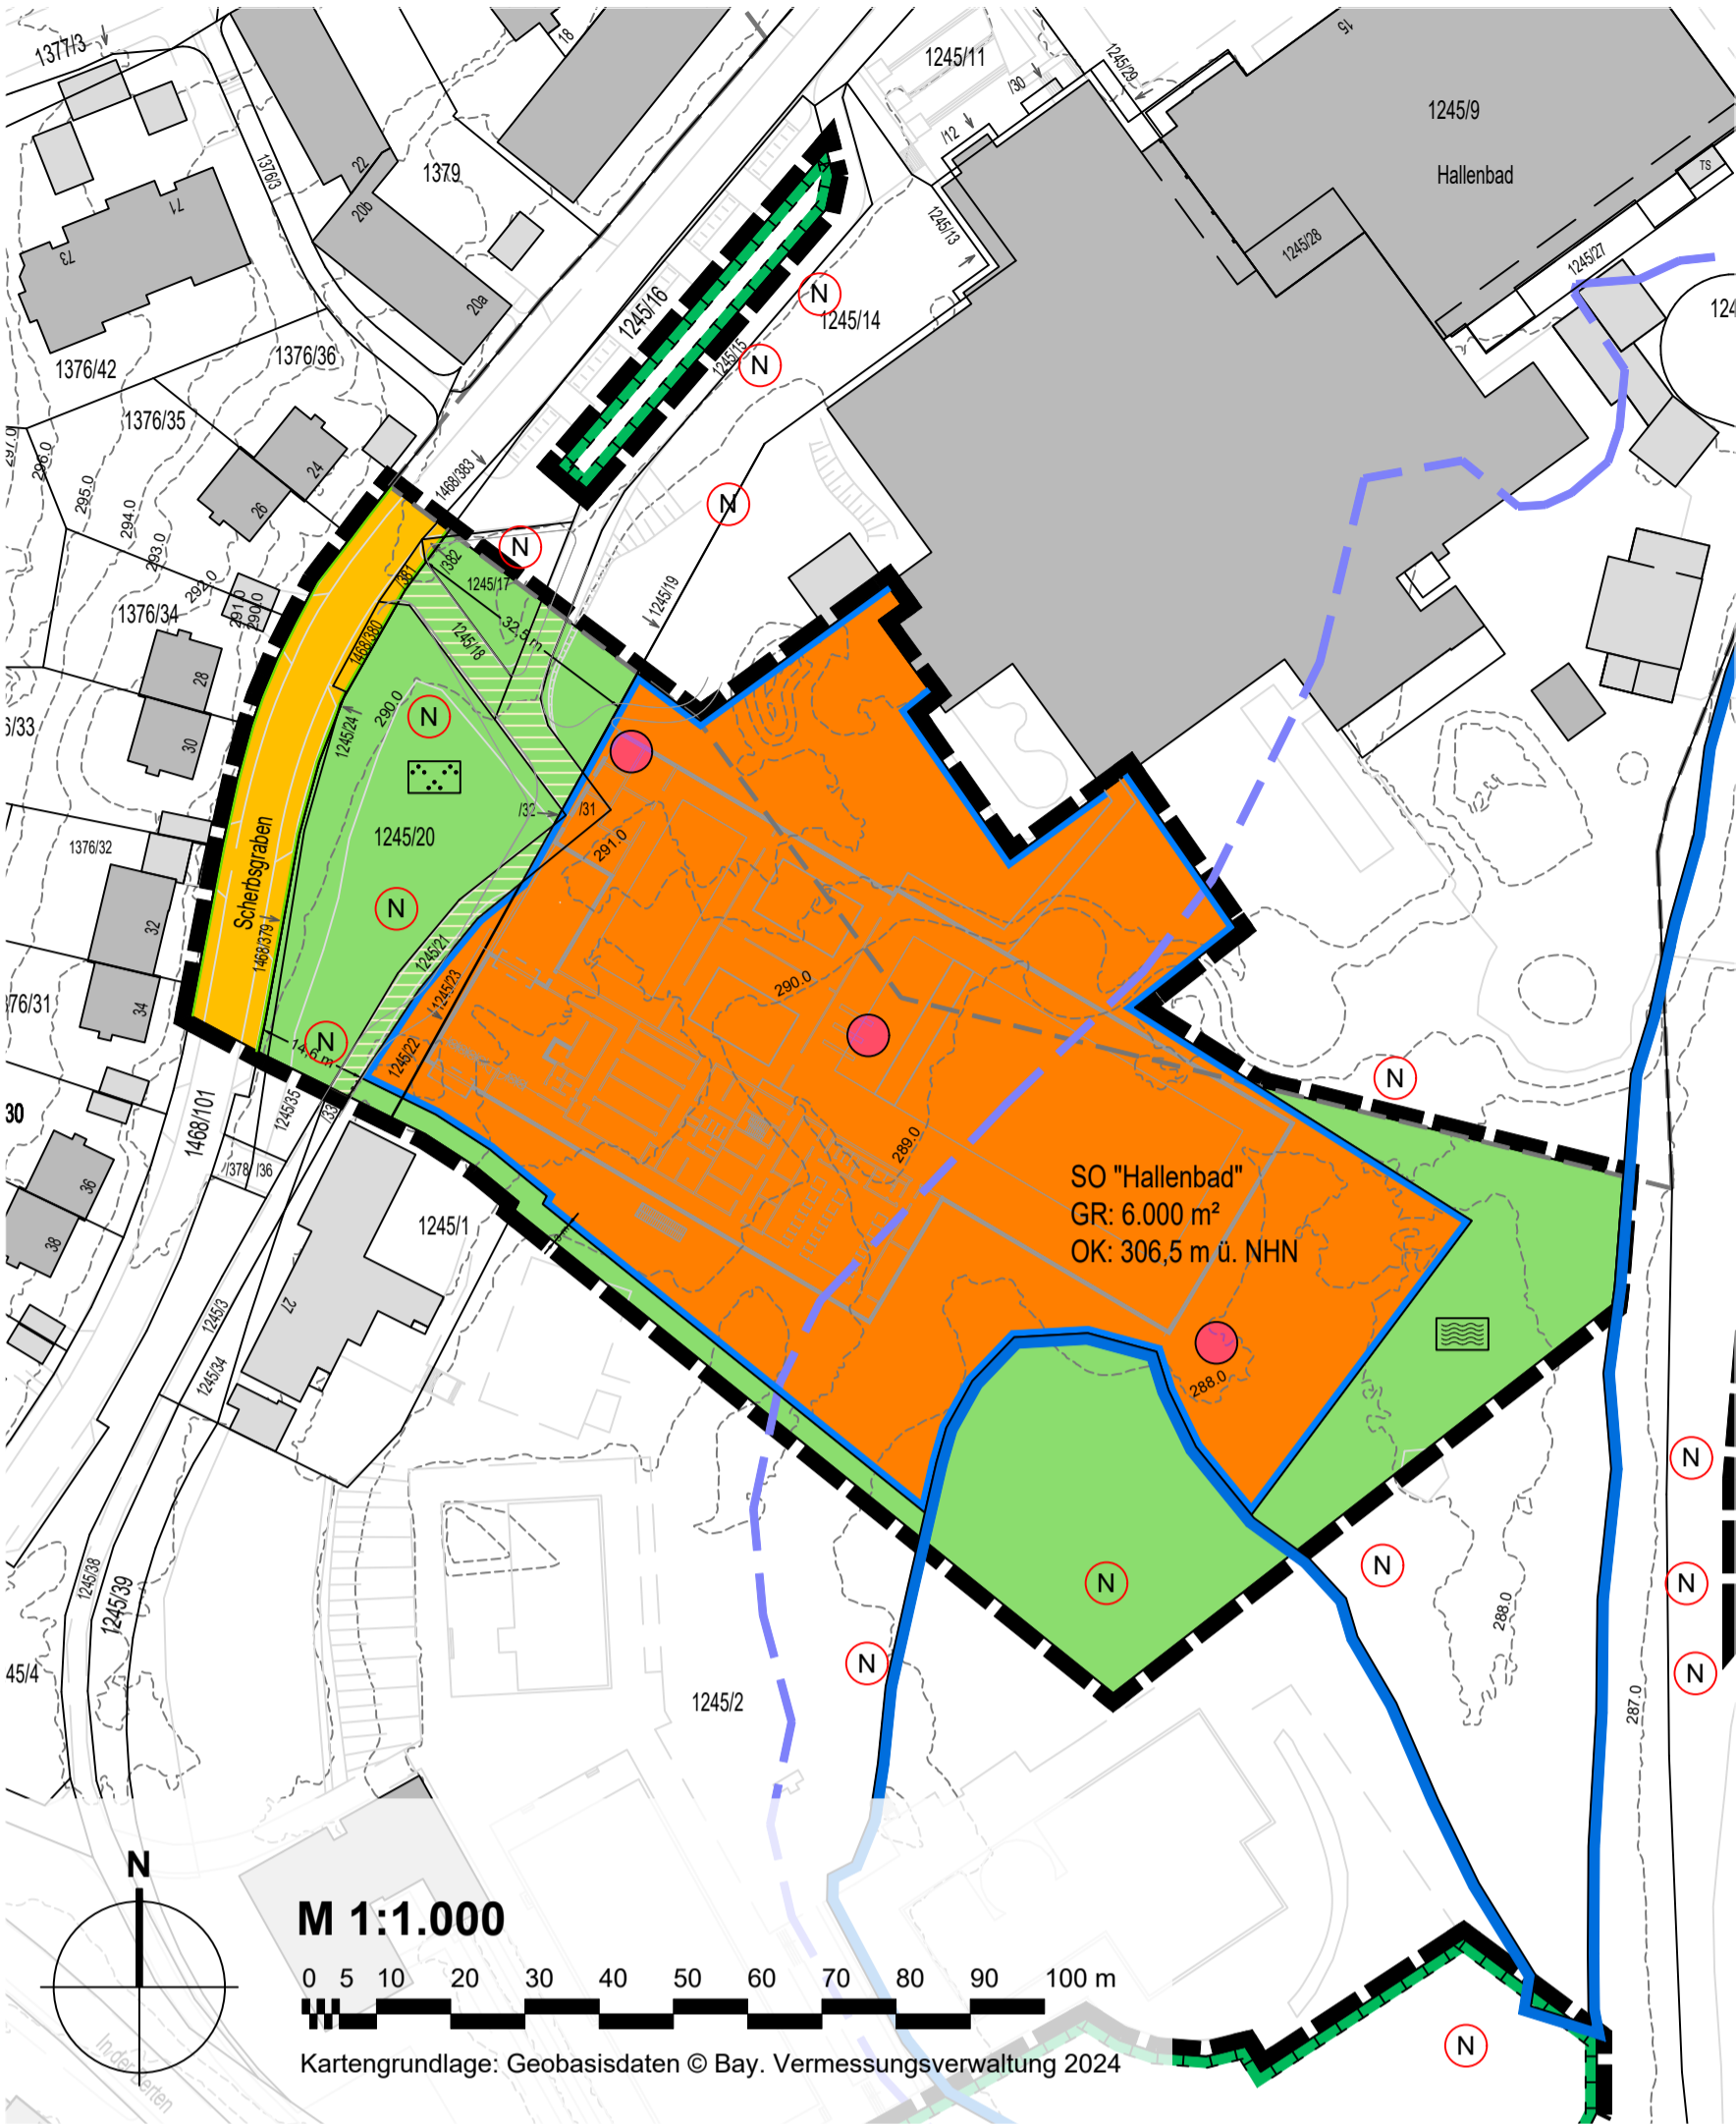 1377/3
18
1245/11
/30
1245/29
15
1245/9
Hallenbad
TS
/12
1376/3
22
1379
71
20b
73
1245/13
1245/28
1245/27
20a
1245/16
N
1245/14
124
1376/42
1376/36
1245/15
N
1376/35
297.0
296.0
24
295.0
1468/383
26
294.0
N
293.0
N
/382
/381
292.0
1245/17
291.0
290.0
1376/34
1245/19
32,5 m
1468/380
1245/18
28
290.0
N
1245/24
30
/32
/31
1245/20
291.0
1376/32
Scherbsgraben
N
32
1468/379
1245/21
1245/23
290.0
76/31
34
N
14,6 m
1245/22
N
30
1468/101
1245/35
/33
289.0
/378
/36
36
SO "Hallenbad"
GR: 6.000 m²
OK: 306,5 m ü. NHN
1245/1
38
27
1245/3
1245/34
288.0
N
1245/38
1245/39
N
N
N
288.0
N
45/4
N
1245/2
287.0
N
M 1:1.000
0 5 10 20 30 40 50 60 70 80 90 100 m
N
Kartengrundlage: Geobasisdaten © Bay. Vermessungsverwaltung 2024